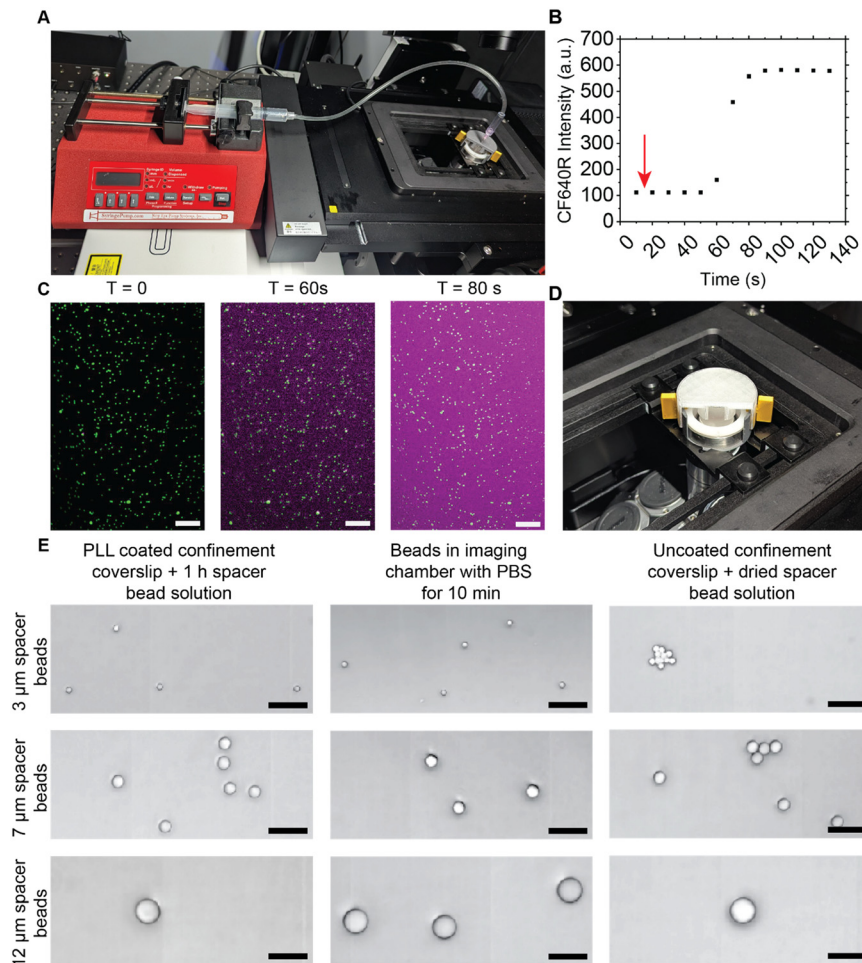 A
B
CF640R Intensity (a.u.)
700
600
500
400
300
200
100
0
0 20 40 60 80 100 120 140
Time (s)
SyringePump.com
C
T = 0
T = 60s
T = 80 s
D
E
PLL coated confinement
coverslip + 1 h spacer
bead solution
Beads in imaging
chamber with PBS
for 10 min
Uncoated confinement
coverslip + dried spacer
bead solution
3 µm spacer
beads
7 µm spacer
beads
12 µm spacer
beads